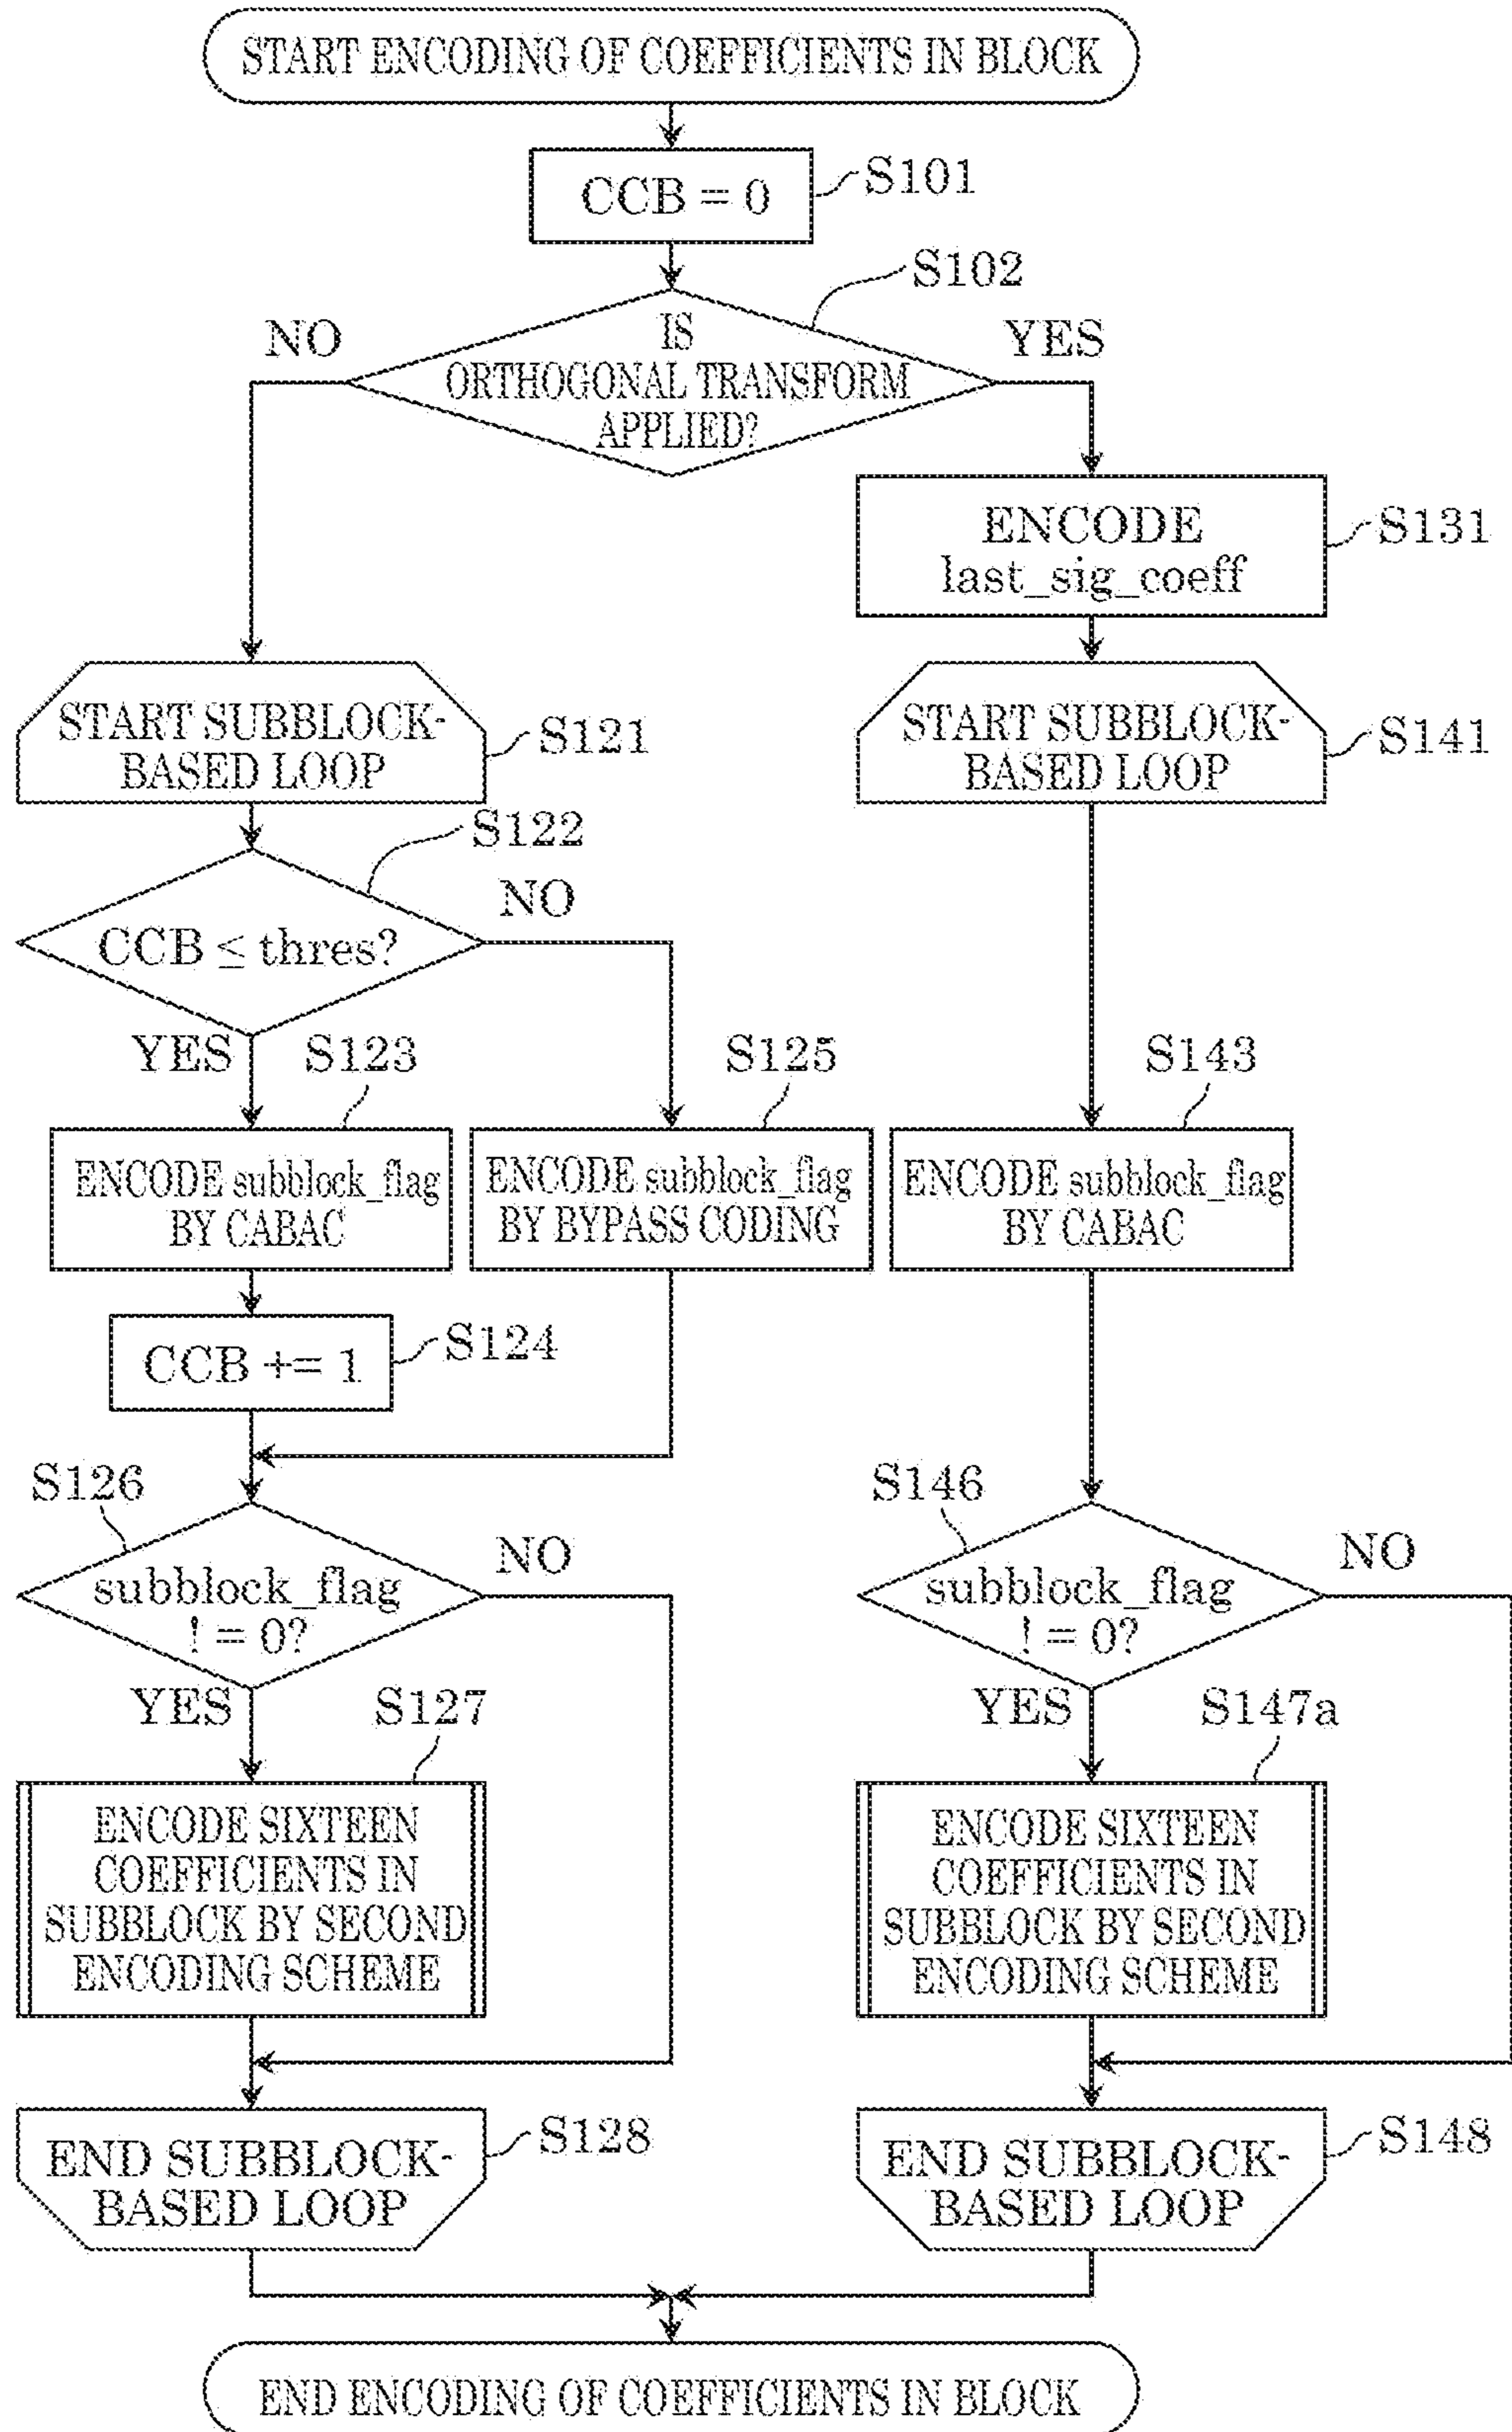 START ENCODING OF COEFFICIENTS IN BLOCK
CCB = 0
S101
S102
NO
IS
ORTHOGONAL TRANSFORM
APPLIED?
YES
ENCODE
last_sig_coeff
S131
START SUBBLOCK-
BASED LOOP
S121
START SUBBLOCK-
BASED LOOP
S141
S122
CCB ≤ thres?
NO
YES
S123
S125
S143
ENCODE subblock_flag
BY CABAC
ENCODE subblock_flag
BY BYPASS CODING
ENCODE subblock_flag
BY CABAC
CCB += 1
S124
S126
subblock_flag
! = 0?
NO
S146
subblock_flag
! = 0?
NO
YES
S127
YES
S147a
ENCODE SIXTEEN
COEFFICIENTS IN
SUBBLOCK BY SECOND
ENCODING SCHEME
ENCODE SIXTEEN
COEFFICIENTS IN
SUBBLOCK BY SECOND
ENCODING SCHEME
END SUBBLOCK-
BASED LOOP
S128
END SUBBLOCK-
BASED LOOP
S148
END ENCODING OF COEFFICIENTS IN BLOCK